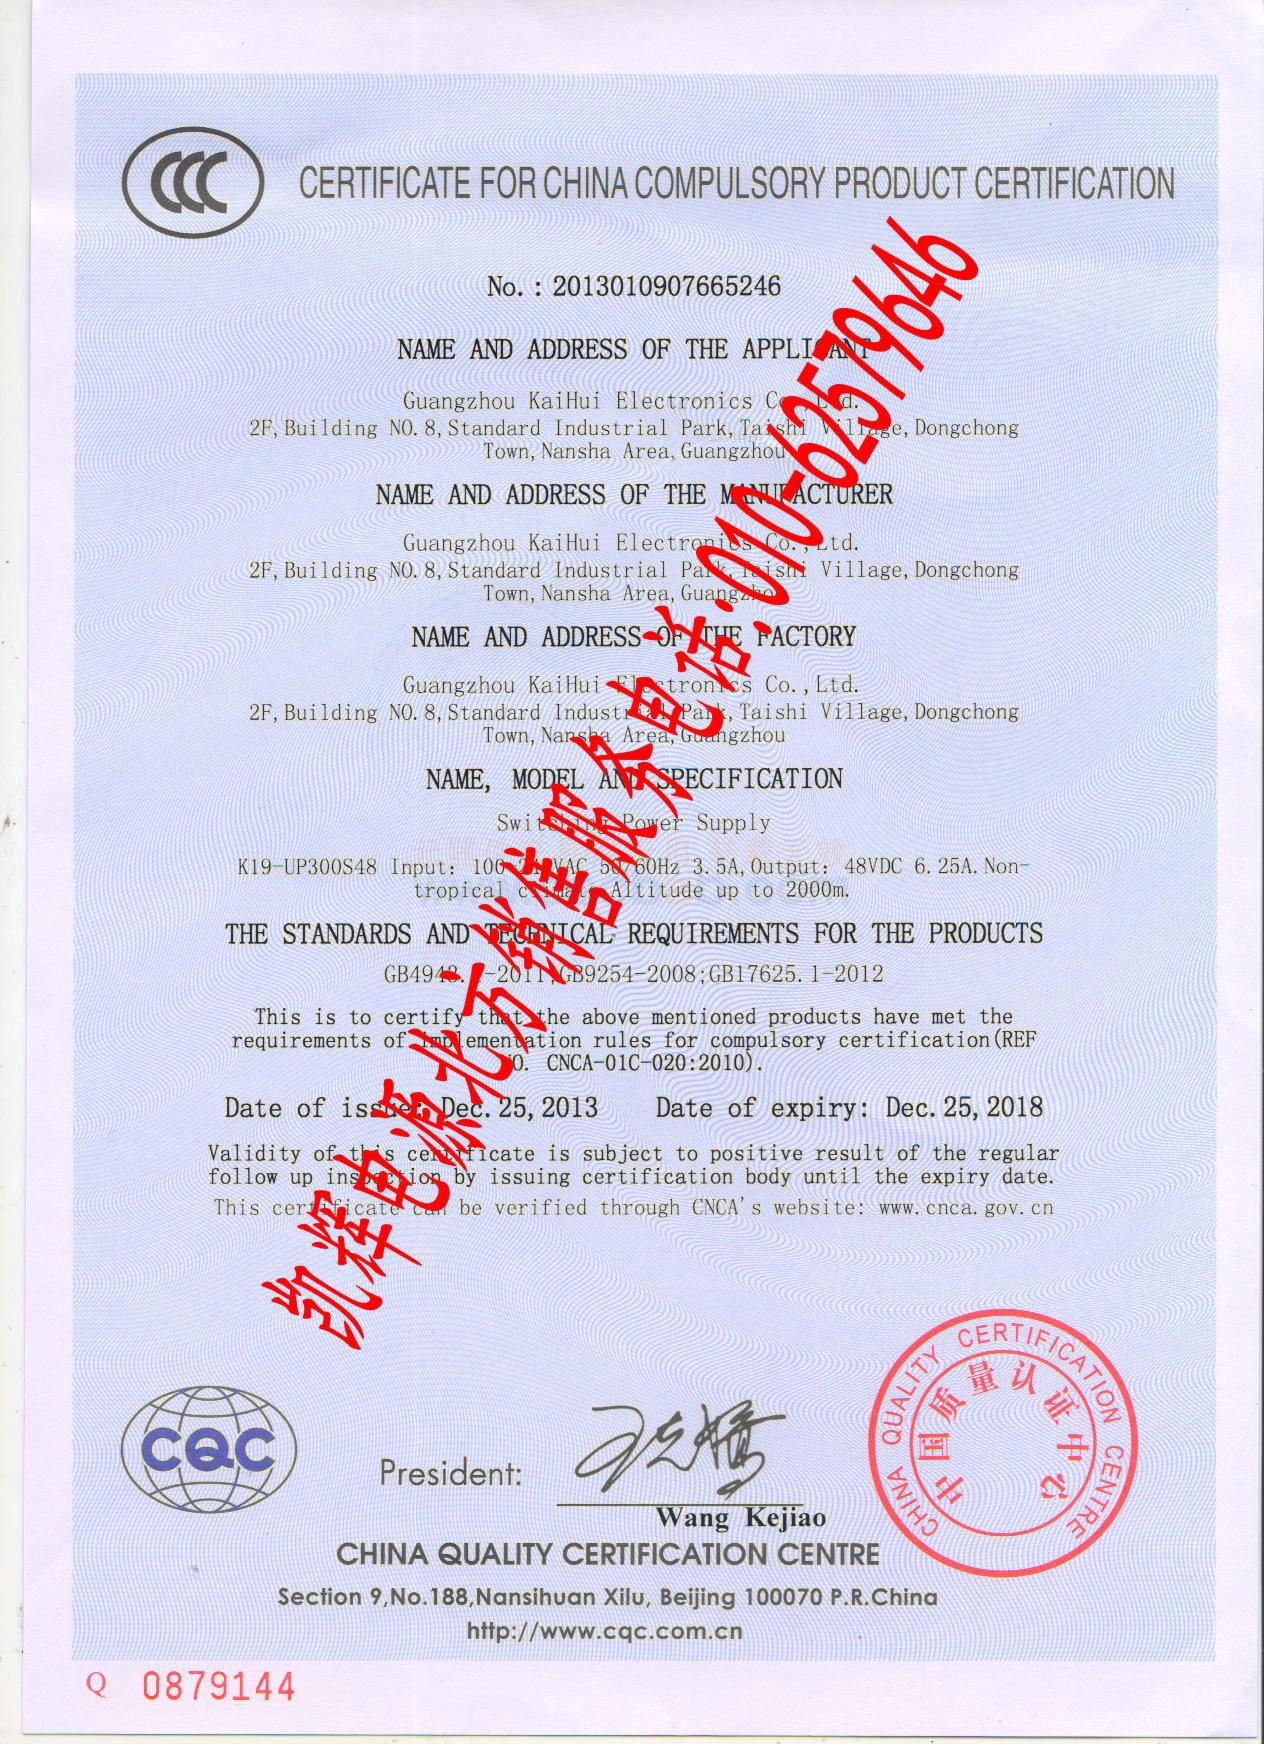 CCC
CERTIFICATE FOR CHINA COMPULSORY PRODUCT CERTIFICATION
No.: 2013010907665246
NAME AND ADDRESS OF THE APPLICANT
Guangzhou KaiHui Electronics Co.,Ltd.
2F,Building NO.8,Standard Industrial Park,Taishi Village,Dongchong
Town,Nansha Area,Guangzhou
NAME AND ADDRESS OF THE MANUFACTURER
Guangzhou KaiHui Electronics Co.,Ltd.
2F,Building NO.8,Standard Industrial Park,Taishi Village,Dongchong
Town,Nansha Area,Guangzhou
NAME AND ADDRESS OF THE FACTORY
Guangzhou KaiHui Electronics Co.,Ltd.
2F,Building NO.8,Standard Industrial Park,Taishi Village,Dongchong
Town,Nansha Area,Guangzhou
NAME, MODEL AND SPECIFICATION
Switching Power Supply
K19-UP300S48 Input: 100-240VAC 50/60Hz 3.5A,Output: 48VDC 6.25A.Non-
tropical climate Altitude up to 2000m.
THE STANDARDS AND TECHNICAL REQUIREMENTS FOR THE PRODUCTS
GB4943.1-2011;GB9254-2008;GB17625.1-2012
This is to certify that the above mentioned products have met the
requirements of implementation rules for compulsory certification(REF
NO. CNCA-01C-020:2010).
Date of issue: Dec.25,2013 Date of expiry: Dec.25,2018
Validity of this certificate is subject to positive result of the regular
follow up inspection by issuing certification body until the expiry date.
This certificate can be verified through CNCA's website: www.cnca.gov.cn
凯祥电源北方销售服务电话:010-62579646
CQC
President:
Wang Kejiao
CHINA QUALITY CERTIFICATION CENTRE
中国质量认证中心
CHINA QUALITY CERTIFICATION CENTRE
Section 9,No.188,Nansihuan Xilu, Beijing 100070 P.R.China
http://www.cqc.com.cn
Q 0879144